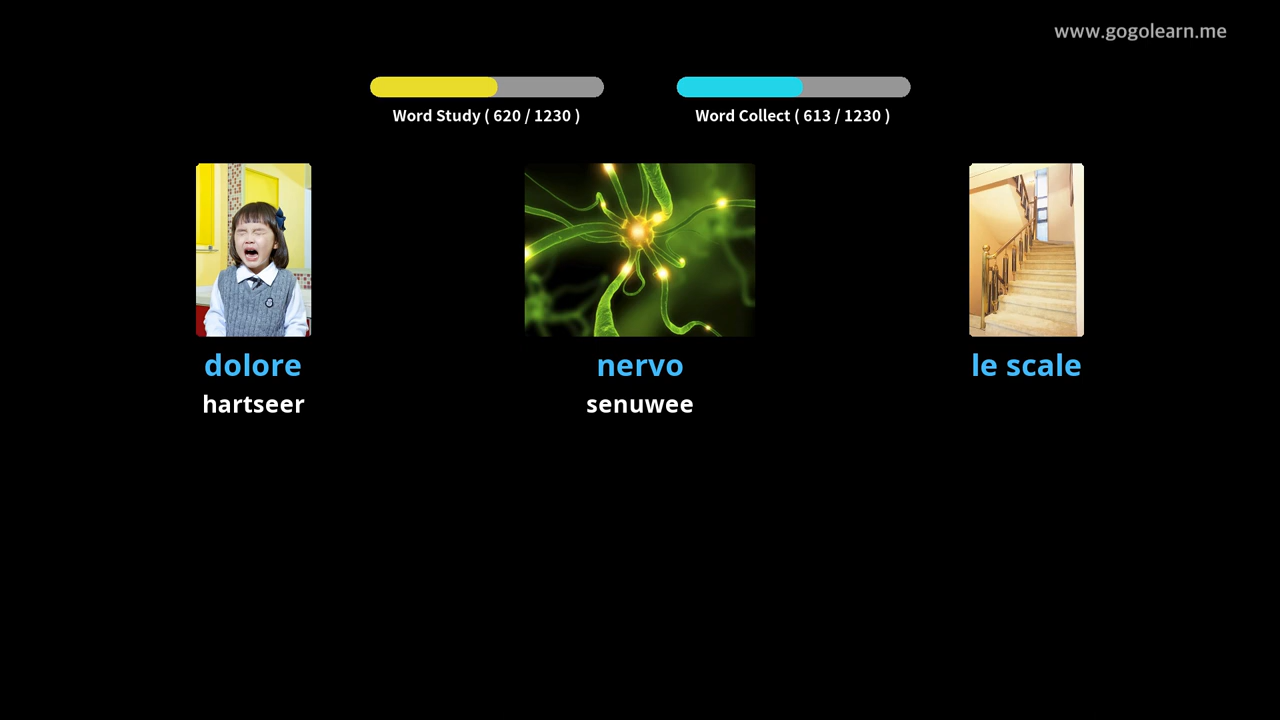 www.gogolearn.me
Word Study ( 620 / 1230 )
Word Collect ( 613 / 1230 )
dolore
hartseer
nervo
senuwee
le scale